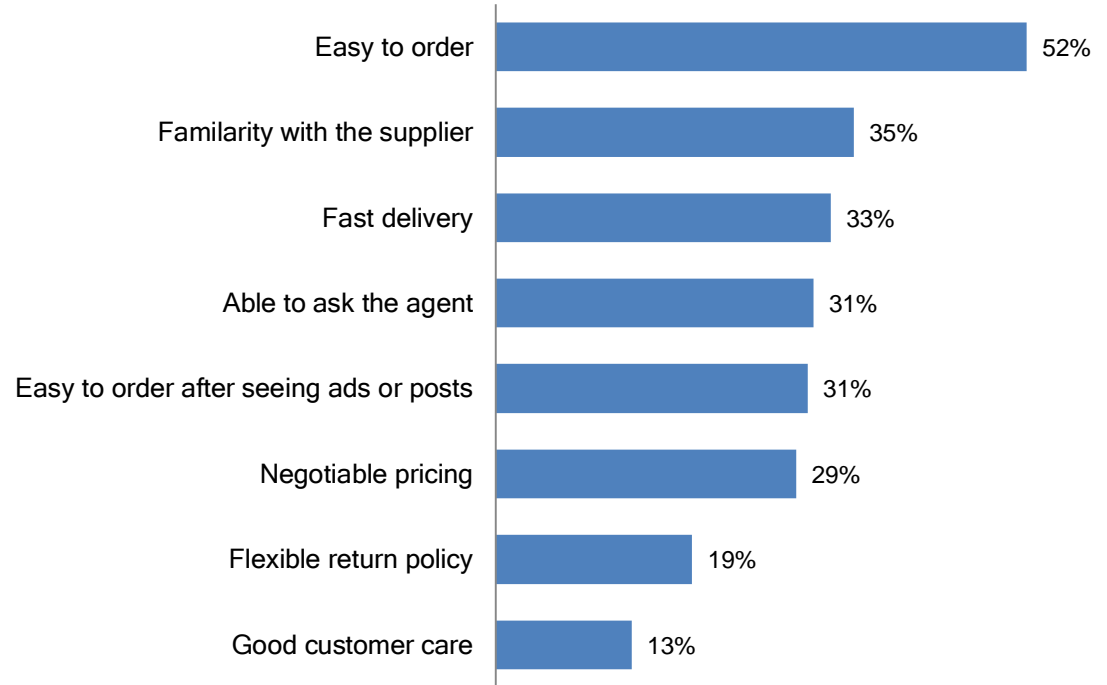 Easy to order 52%
Familarity with the supplier 35%
Fast delivery 33%
Able to ask the agent 31%
Easy to order after seeing ads or posts 31%
Negotiable pricing 29%
Flexible return policy 19%
Good customer care 13%